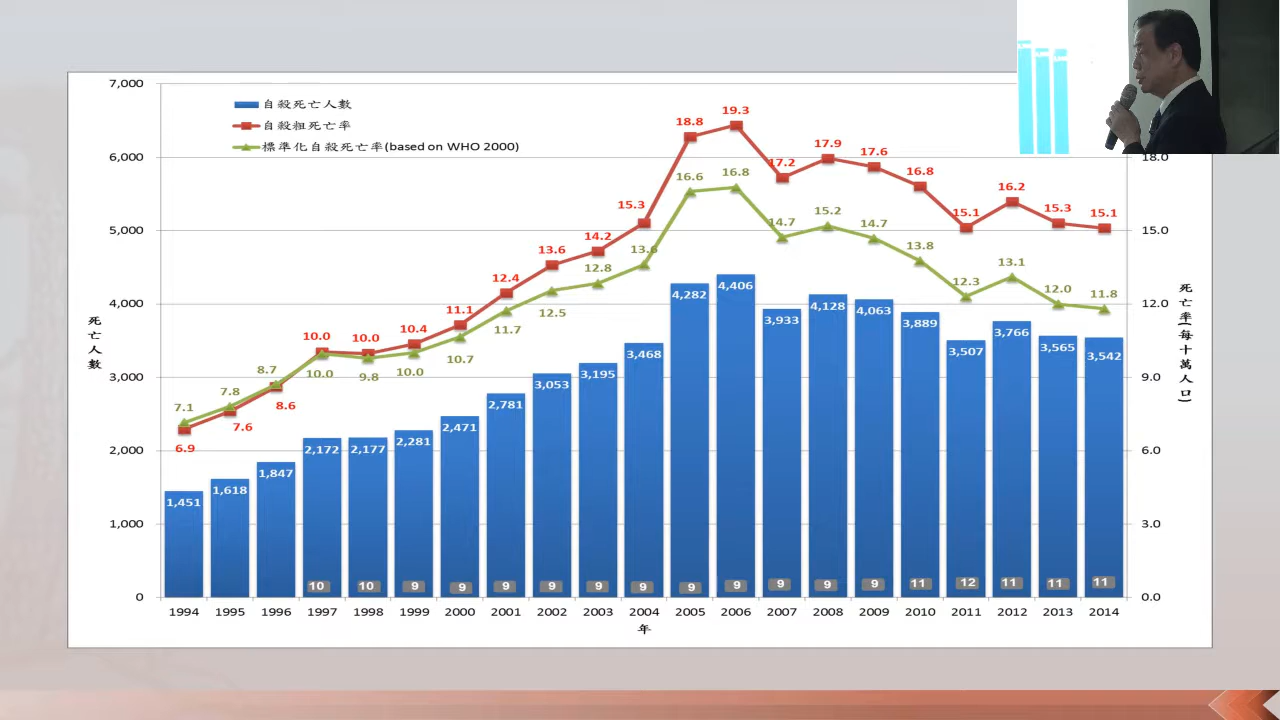 7,000
6,000
5,000
4,000
3,000
2,000
1,000
0
死亡人數
自殺死亡人數
自殺粗死亡率
標準化自殺死亡率(based on WHO 2000)
6.9 7.6 8.6 10.0 10.0 10.4 11.1 12.4 13.6 14.2 15.3 18.8 19.3 17.2 17.9 17.6 16.8 15.1 16.2 15.3 15.1
7.1 7.8 8.7 10.0 9.8 10.0 10.7 11.7 12.5 12.8 13.6 16.6 16.8 14.7 15.2 14.7 13.8 12.3 13.1 12.0 11.8
1,451 1,618 1,847 2,172 2,177 2,281 2,471 2,781 3,053 3,195 3,468 4,282 4,406 3,933 4,128 4,063 3,889 3,507 3,766 3,565 3,542
10 10 9 9 9 9 9 9 9 9 9 9 9 11 12 11 11 11
1994 1995 1996 1997 1998 1999 2000 2001 2002 2003 2004 2005 2006 2007 2008 2009 2010 2011 2012 2013 2014
年
18.0
15.0
12.0
9.0
6.0
3.0
0.0
死亡率(每十萬人口)